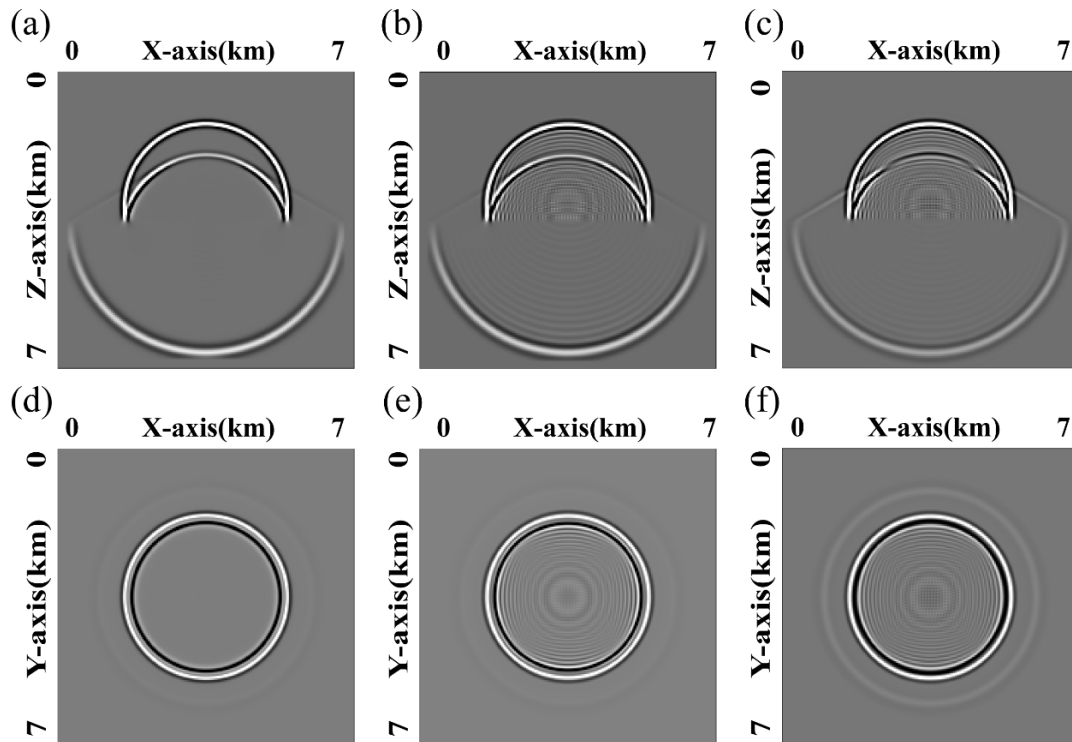 (a) (b) (c)
0 X-axis(km) 7 0 X-axis(km) 7 0 X-axis(km) 7
0 Z-axis(km) 7 0 Z-axis(km) 7 0 Z-axis(km) 7
(d) (e) (f)
0 X-axis(km) 7 0 X-axis(km) 7 0 X-axis(km) 7
0 Y-axis(km) 7 0 Y-axis(km) 7 0 Y-axis(km) 7